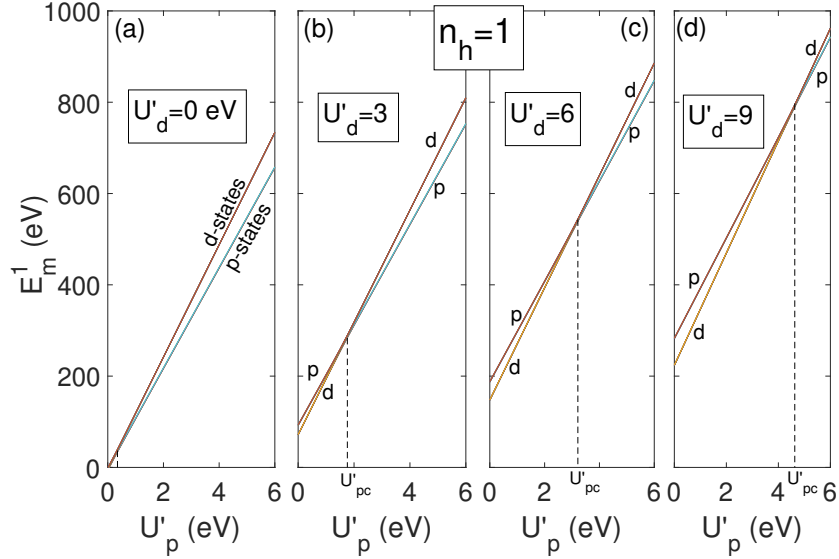 n_h=1
E_m^1 (eV)
1000
800
600
400
200
0
(a)
U'_d=0 eV
d-states
p-states
0 2 4 6
U'_p (eV)
(b)
U'_d=3
d
p
p
d
U'_pc
0 2 4 6
U'_p (eV)
(c)
U'_d=6
d
p
p
d
U'_pc
0 2 4 6
U'_p (eV)
(d)
U'_d=9
d
p
p
d
U'_pc
0 2 4 6
U'_p (eV)